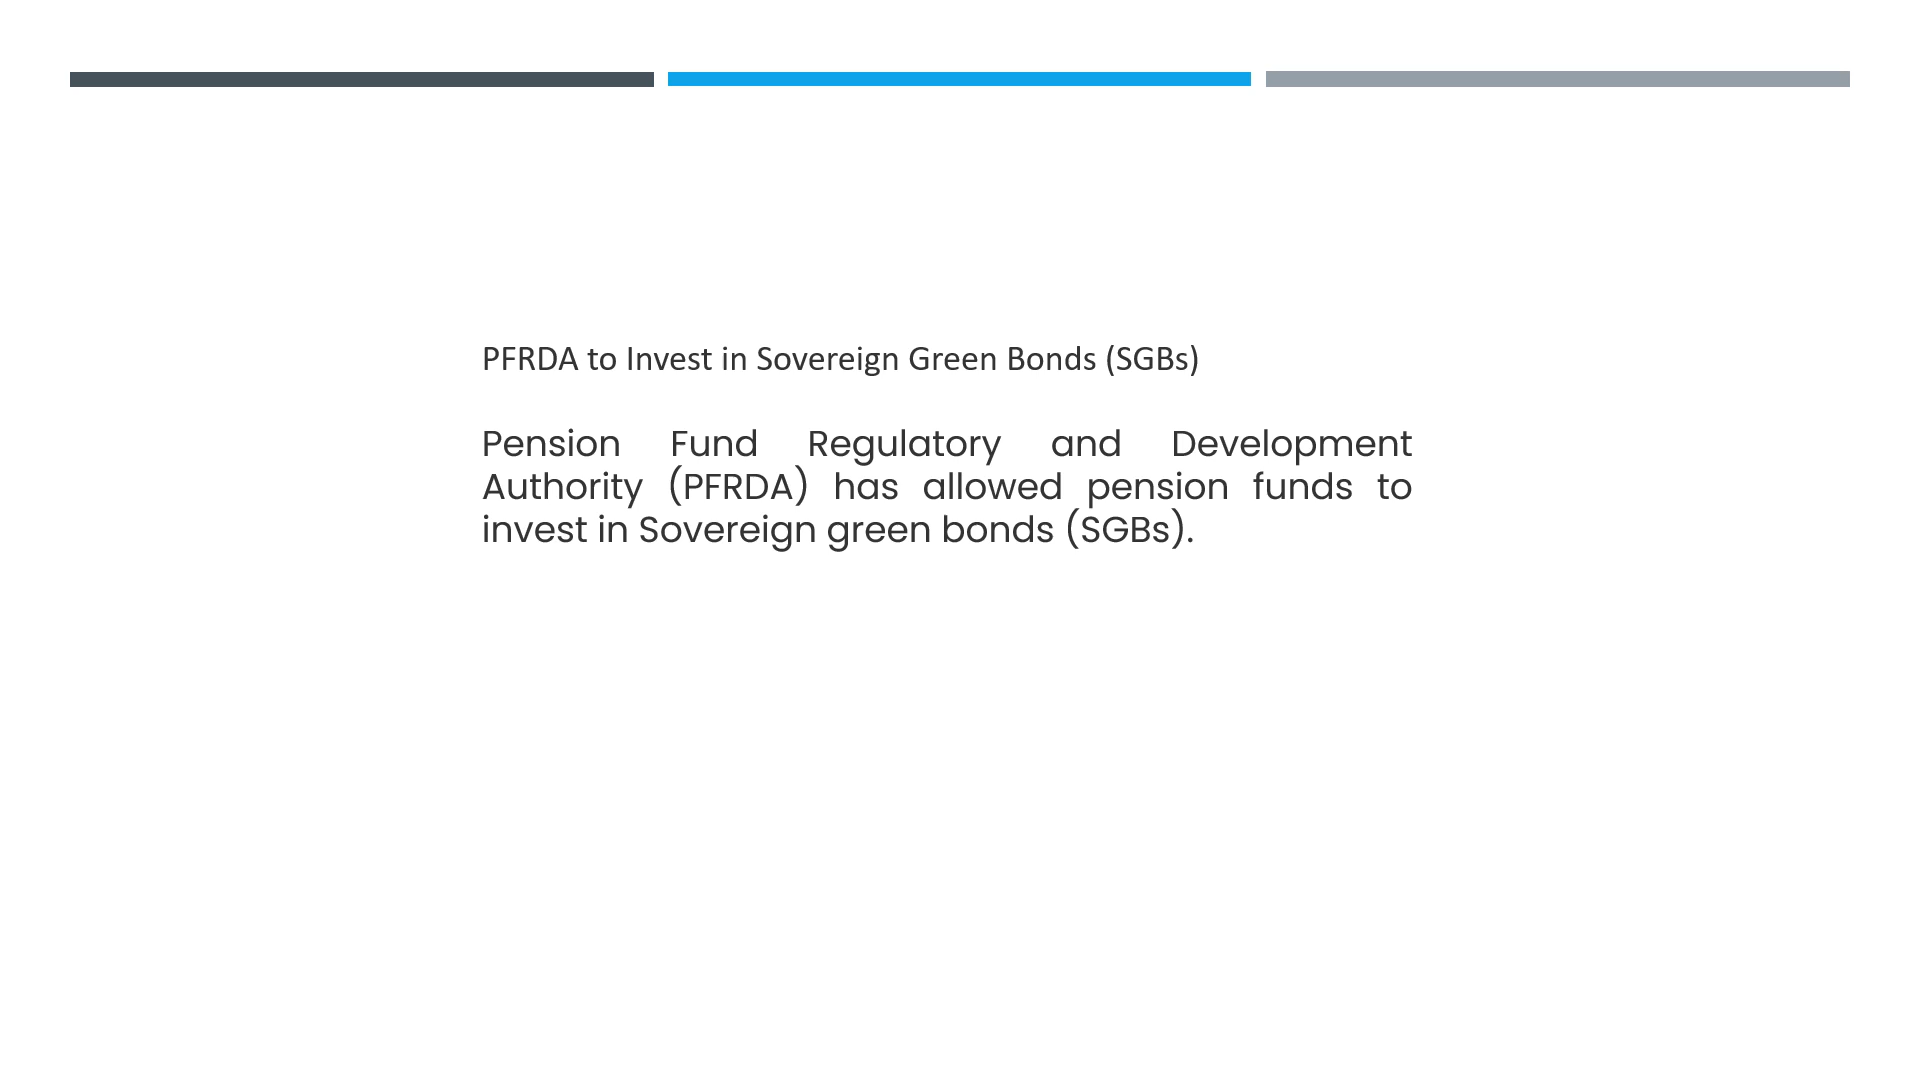 PFRDA to Invest in Sovereign Green Bonds (SGBs)
Pension Fund Regulatory and Development
Authority (PFRDA) has allowed pension funds to
invest in Sovereign green bonds (SGBs).